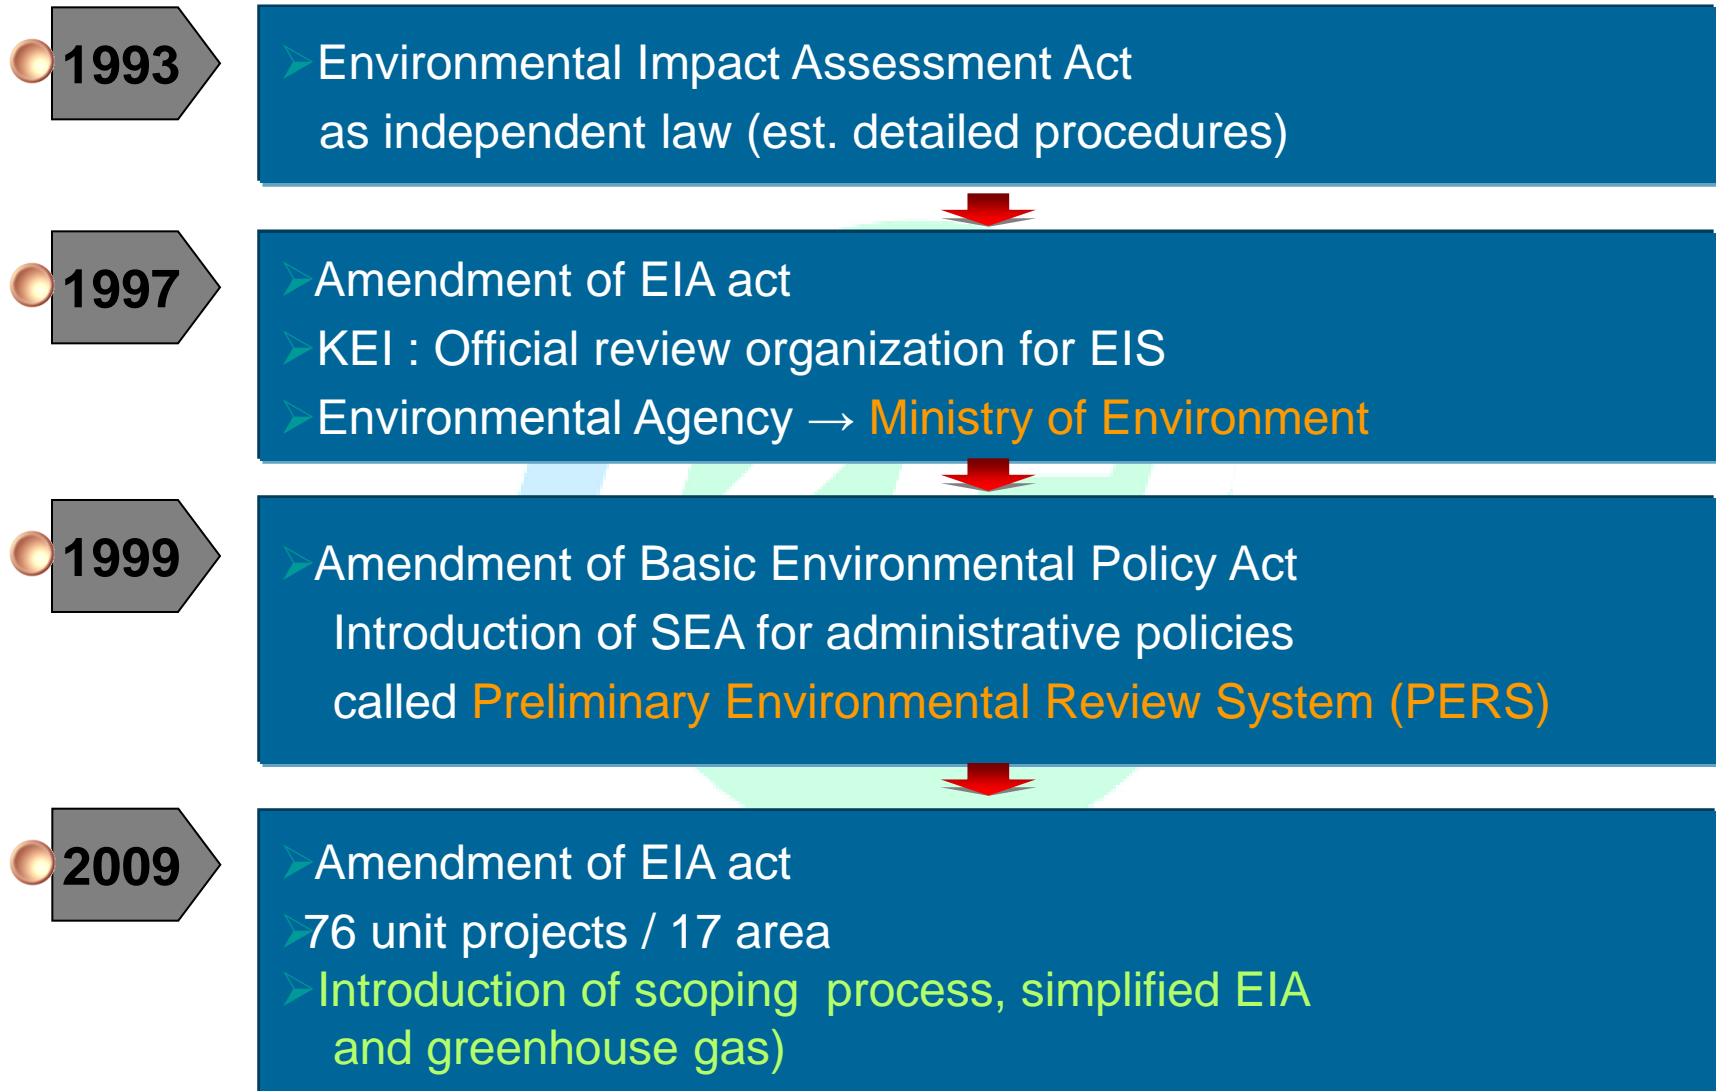 1993
➢Environmental Impact Assessment Act
as independent law (est. detailed procedures)
1997
➢Amendment of EIA act
➢KEI : Official review organization for EIS
➢Environmental Agency → Ministry of Environment
1999
➢Amendment of Basic Environmental Policy Act
Introduction of SEA for administrative policies
called Preliminary Environmental Review System (PERS)
2009
➢Amendment of EIA act
➢76 unit projects / 17 area
➢Introduction of scoping process, simplified EIA
and greenhouse gas)